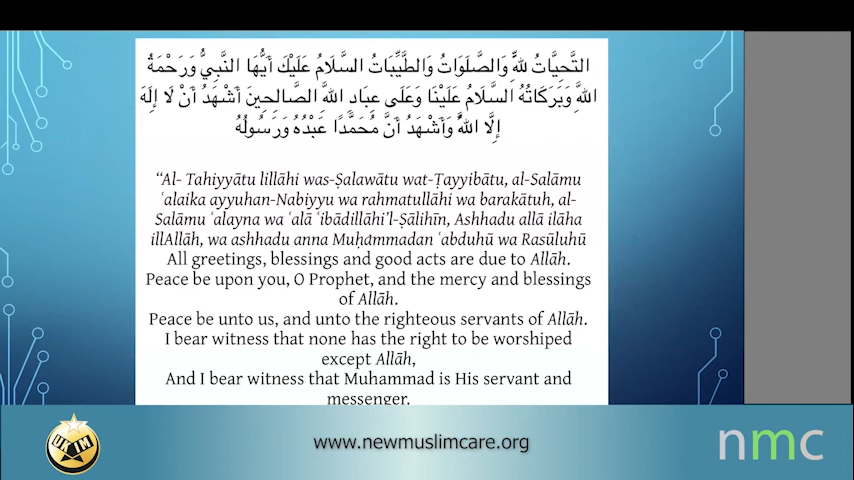 التَّحِيَّاتُ لِلَّهِ وَالصَّلَوَاتُ وَالطَّيِّبَاتُ السَّلَامُ عَلَيْكَ أَيُّهَا النَّبِيُّ وَرَحْمَةُ
اللَّهِ وَبَرَكَاتُهُ السَّلَامُ عَلَيْنَا وَعَلَى عِبَادِ اللَّهِ الصَّالِحِينَ أَشْهَدُ أَنْ لَا إِلَهَ
إِلَّا اللَّهُ وَأَشْهَدُ أَنَّ مُحَمَّدًا عَبْدُهُ وَرَسُولُهُ
“Al- Tahiyyātu lillāhi was-Ṣalawātu wat-Ṭayyibātu, al-Salāmu
ʿalaika ayyuhan-Nabiyyu wa rahmatullāhi wa barakātuh, al-
Salāmu ʿalayna wa ʿalā ʿibādillāhi’l-Ṣālihīn, Ashhadu allā ilāha
illAllāh, wa ashhadu anna Muḥammadan ʿabduhū wa Rasūluhū
All greetings, blessings and good acts are due to Allāh.
Peace be upon you, O Prophet, and the mercy and blessings
of Allāh.
Peace be unto us, and unto the righteous servants of Allāh.
I bear witness that none has the right to be worshiped
except Allāh,
And I bear witness that Muhammad is His servant and
messenger.
UKIM
www.newmuslimcare.org
nmc